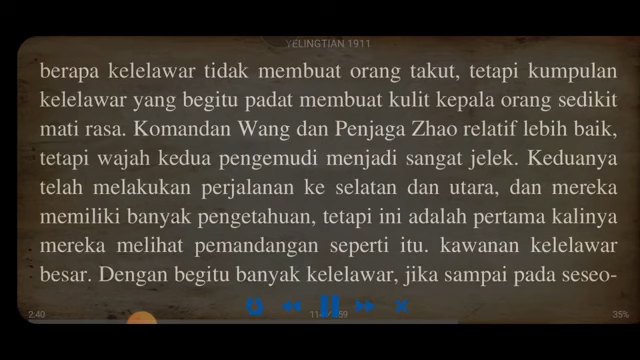 YELINGTIAN 1911
berapa kelelawar tidak membuat orang takut, tetapi kumpulan
kelelawar yang begitu padat membuat kulit kepala orang sedikit
mati rasa. Komandan Wang dan Penjaga Zhao relatif lebih baik,
tetapi wajah kedua pengemudi menjadi sangat jelek. Keduanya
telah melakukan perjalanan ke selatan dan utara, dan mereka
memiliki banyak pengetahuan, tetapi ini adalah pertama kalinya
mereka melihat pemandangan seperti itu. kawanan kelelawar
besar. Dengan begitu banyak kelelawar, jika sampai pada seseo-
2:40
35%